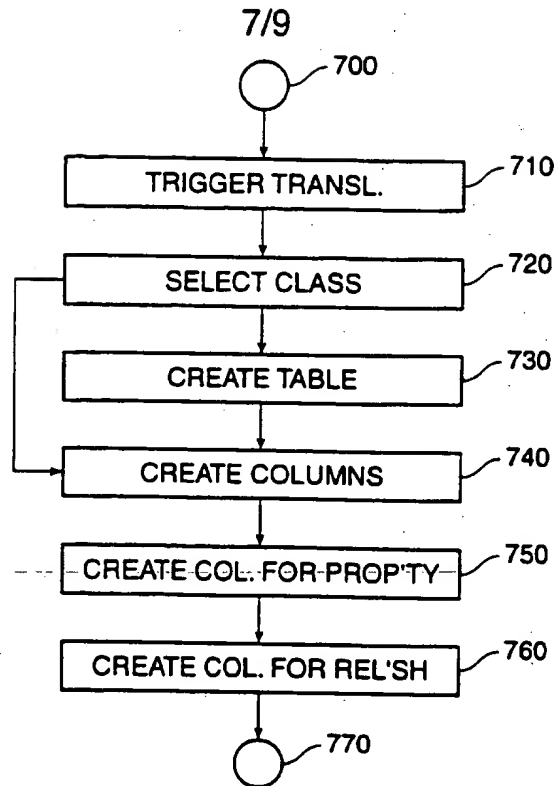 7/9
700
TRIGGER TRANSL.
710
SELECT CLASS
720
CREATE TABLE
730
CREATE COLUMNS
740
CREATE COL. FOR PROP'TY
750
CREATE COL. FOR REL'SH
760
770